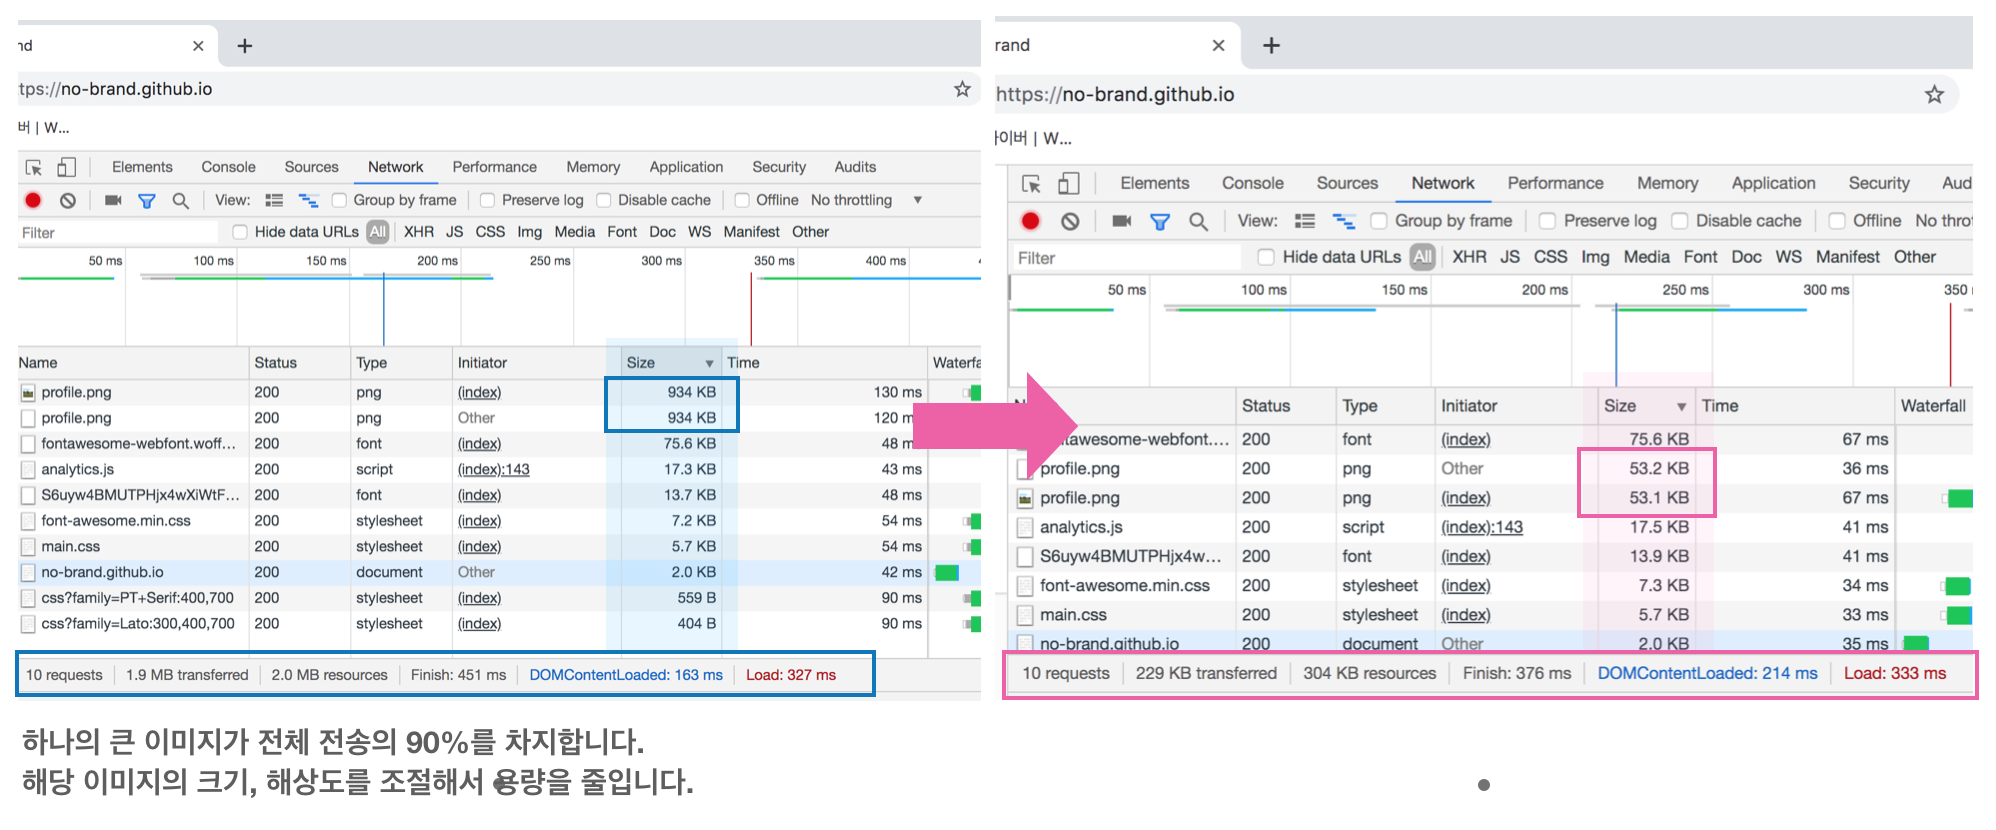 nd × +
tps://no-brand.github.io
버 | W...
Elements Console Sources Network Performance Memory Application Security Audits
View: Group by frame Preserve log Disable cache Offline No throttling ▼
Filter Hide data URLs All XHR JS CSS Img Media Font Doc WS Manifest Other
50 ms 100 ms 150 ms 200 ms 250 ms 300 ms 350 ms 400 ms
Name Status Type Initiator Size ▼ Time Waterfa
profile.png 200 png (index) 934 KB 130 ms
profile.png 200 png Other 934 KB 120 m
fontawesome-webfont.woff... 200 font (index) 75.6 KB 48 m
analytics.js 200 script (index):143 17.3 KB 43 ms
S6uyw4BMUTPHjx4wXiWtF... 200 font (index) 13.7 KB 48 ms
font-awesome.min.css 200 stylesheet (index) 7.2 KB 54 ms
main.css 200 stylesheet (index) 5.7 KB 54 ms
no-brand.github.io 200 document Other 2.0 KB 42 ms
css?family=PT+Serif:400,700 200 stylesheet (index) 559 B 90 ms
css?family=Lato:300,400,700 200 stylesheet (index) 404 B 90 ms
10 requests 1.9 MB transferred 2.0 MB resources Finish: 451 ms DOMContentLoaded: 163 ms Load: 327 ms
하나의 큰 이미지가 전체 전송의 90%를 차지합니다.
해당 이미지의 크기, 해상도를 조절해서 용량을 줄입니다.
rand × +
https://no-brand.github.io
이버 | W...
Elements Console Sources Network Performance Memory Application Security Aud
View: Group by frame Preserve log Disable cache Offline No thro
Filter Hide data URLs All XHR JS CSS Img Media Font Doc WS Manifest Other
50 ms 100 ms 150 ms 200 ms 250 ms 300 ms 350
Status Type Initiator Size ▼ Time Waterfall
tawesome-webfont.... 200 font (index) 75.6 KB 67 ms
profile.png 200 png Other 53.2 KB 36 ms
profile.png 200 png (index) 53.1 KB 67 ms
analytics.js 200 script (index):143 17.5 KB 41 ms
S6uyw4BMUTPHjx4w... 200 font (index) 13.9 KB 41 ms
font-awesome.min.css 200 stylesheet (index) 7.3 KB 34 ms
main.css 200 stylesheet (index) 5.7 KB 33 ms
no-brand.github.io 200 document Other 2.0 KB 35 ms
10 requests 229 KB transferred 304 KB resources Finish: 376 ms DOMContentLoaded: 214 ms Load: 333 ms